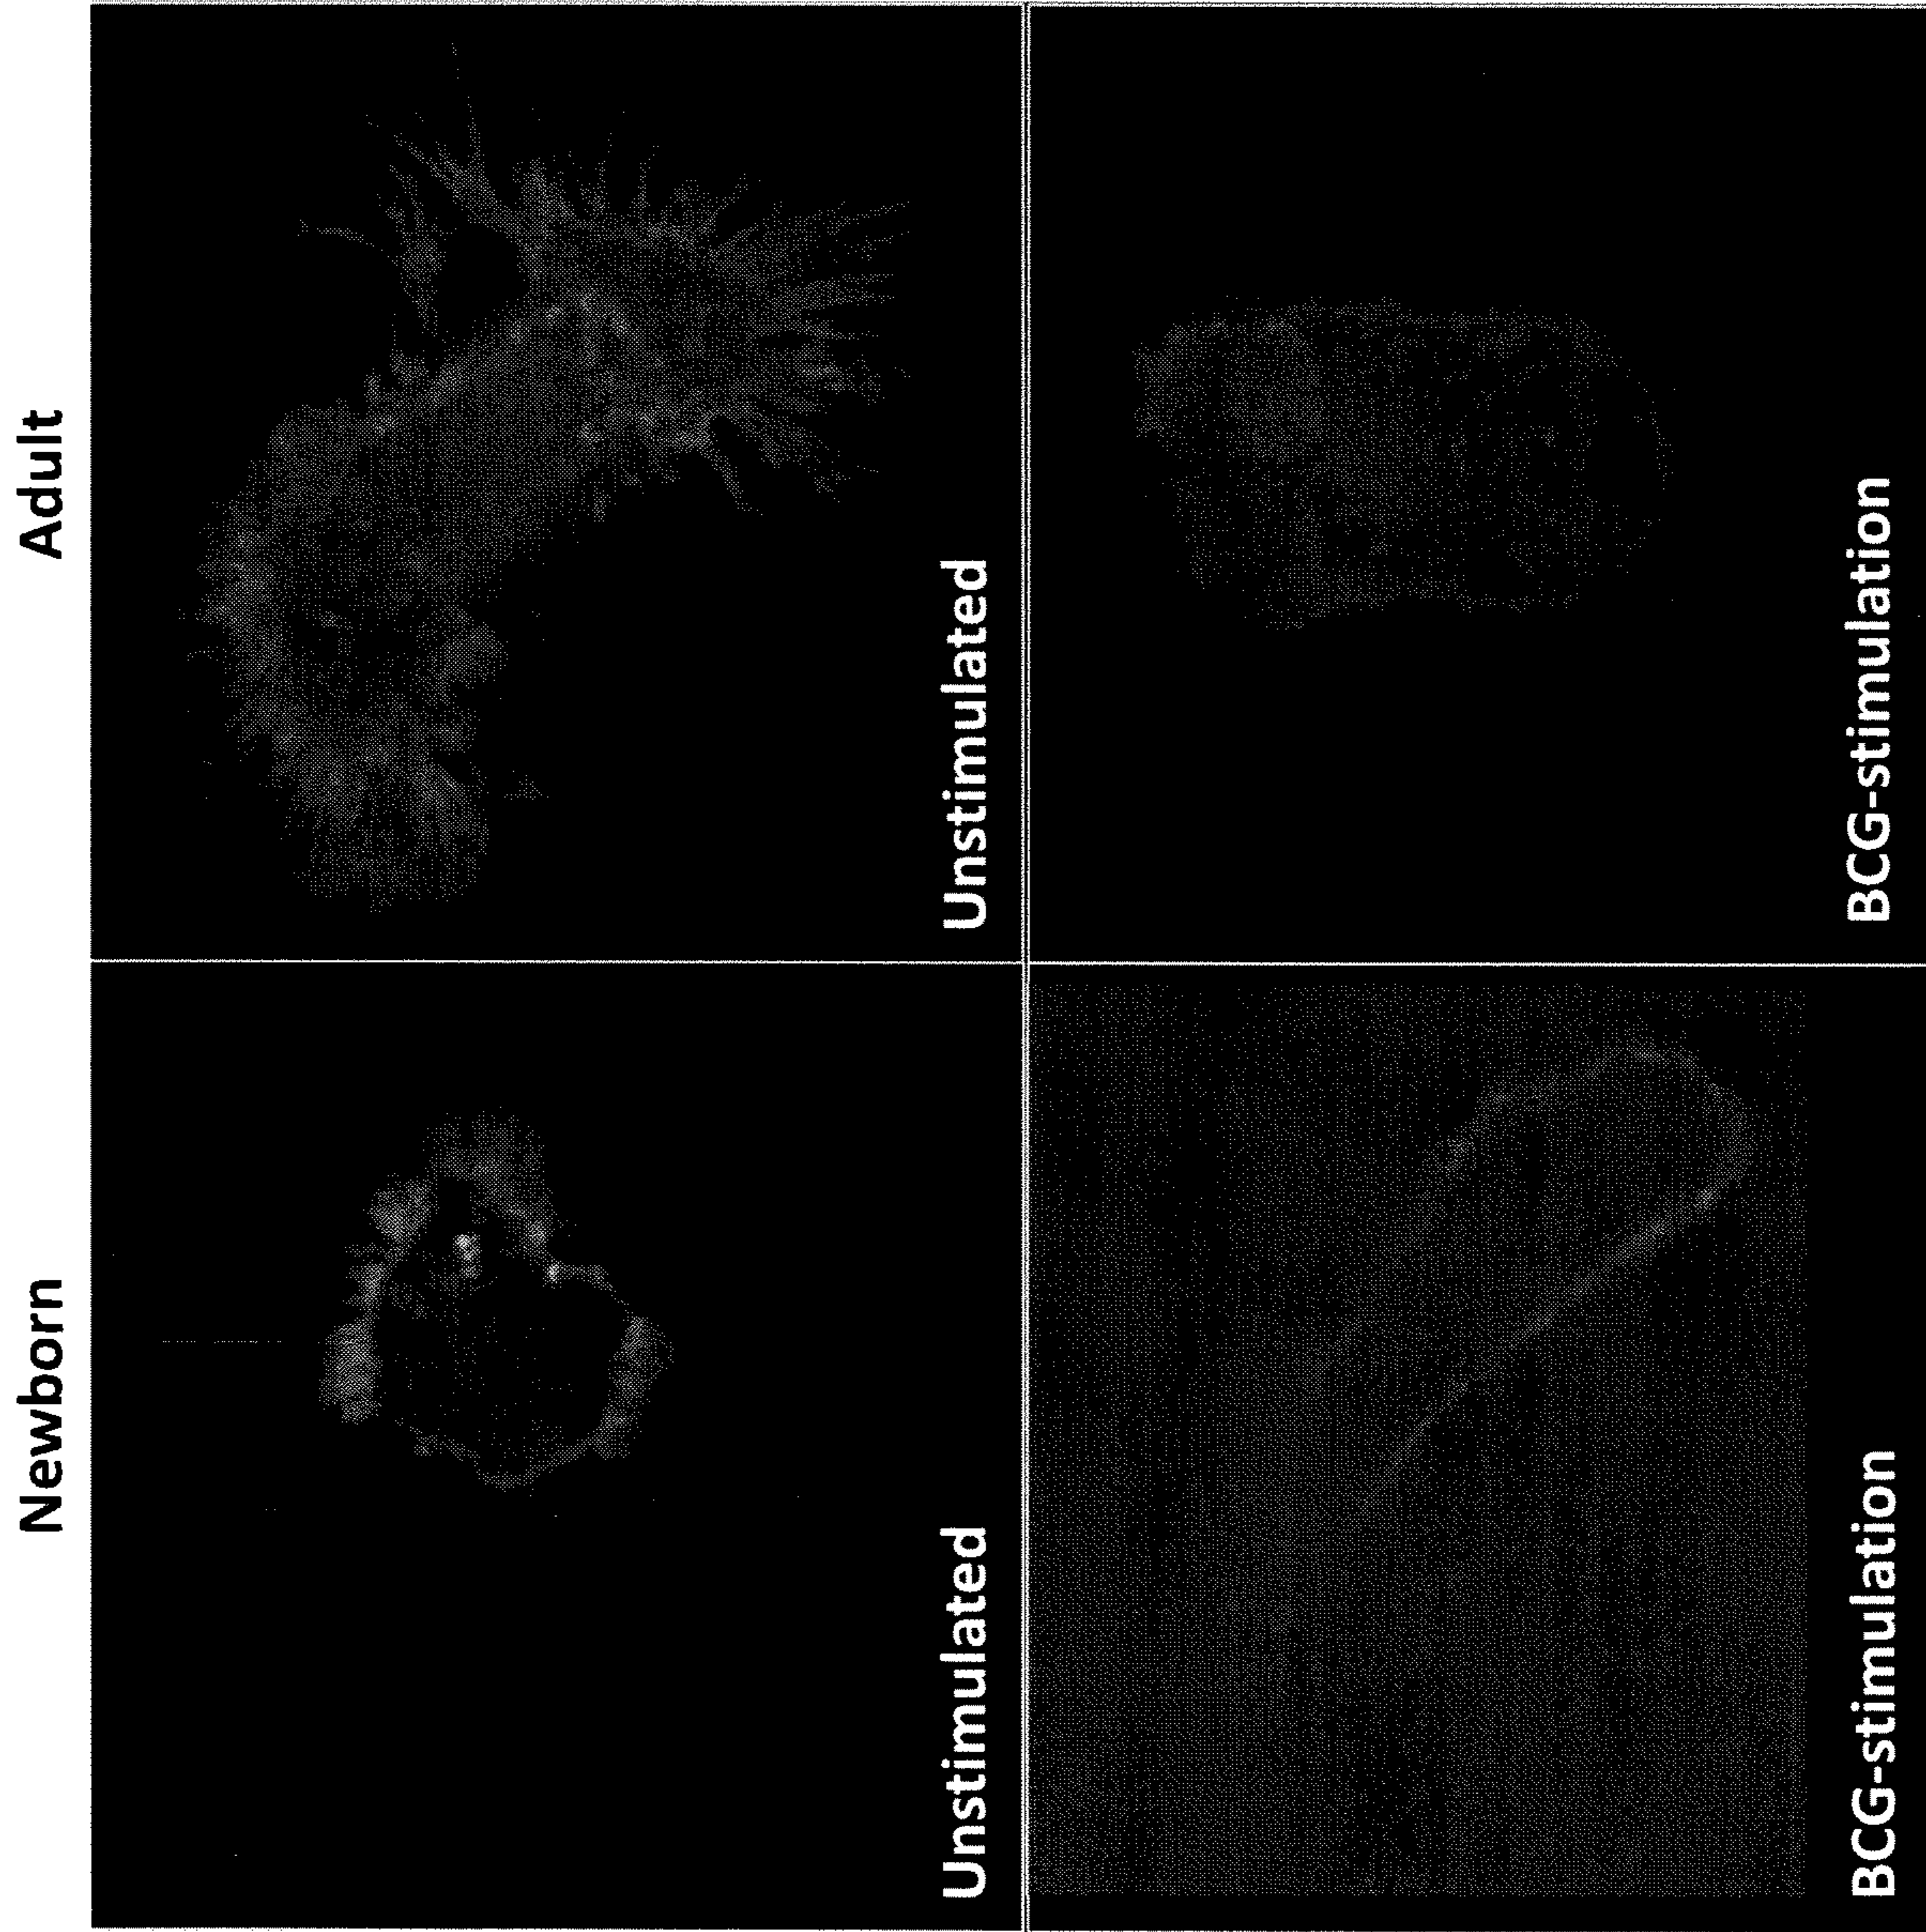 Newborn
Adult
Unstimulated
Unstimulated
BCG-stimulation
BCG-stimulation